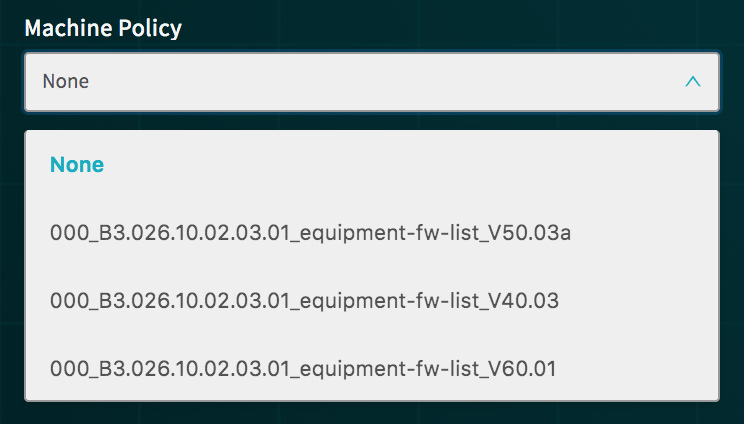 Machine Policy
None
None
000_B3.026.10.02.03.01_equipment-fw-list_V50.03a
000_B3.026.10.02.03.01_equipment-fw-list_V40.03
000_B3.026.10.02.03.01_equipment-fw-list_V60.01